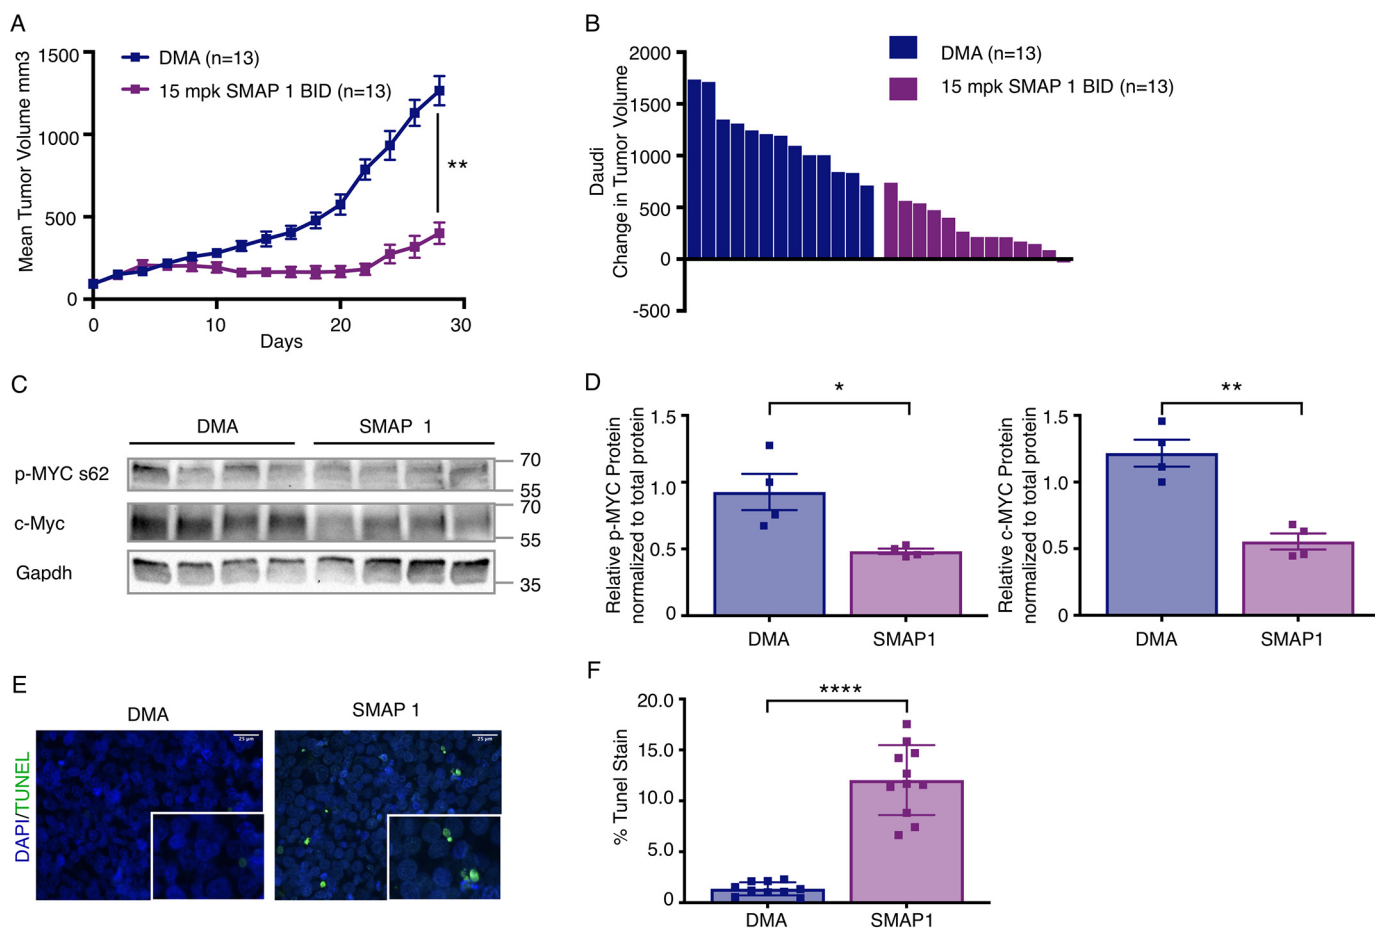 A
Mean Tumor Volume mm3
1500
1000
500
0
0
10
20
30
Days
DMA (n=13)
15 mpk SMAP 1 BID (n=13)
**
B
Daudi
Change in Tumor Volume
2000
1500
1000
500
0
-500
DMA (n=13)
15 mpk SMAP 1 BID (n=13)
C
DMA
SMAP 1
p-MYC s62
70
55
c-Myc
70
55
Gapdh
35
D
Relative p-MYC Protein
normalized to total protein
1.5
1.0
0.5
0
*
DMA
SMAP1
Relative c-MYC Protein
normalized to total protein
1.5
1.0
0.5
0
**
DMA
SMAP1
E
DAPI/TUNEL
DMA
25 µm
SMAP 1
25 µm
F
% Tunel Stain
20.0
15.0
10.0
5.0
0
****
DMA
SMAP1